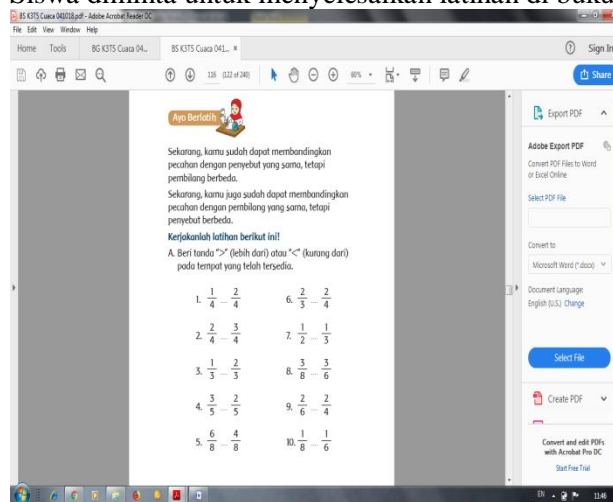 Siswa diminta untuk menyelesaikan latihan di buku
BS K3T5 Cuaca 041018.pdf - Adobe Acrobat Reader DC
File Edit View Window Help
Home Tools BG K3T5 Cuaca 04... BS K3T5 Cuaca 041... × Sign In
116 (122 of 240) 60% Share
Ayo Berlatih
Sekarang, kamu sudah dapat membandingkan
pecahan dengan penyebut yang sama, tetapi
pembilang berbeda.
Sekarang, kamu juga sudah dapat membandingkan
pecahan dengan pembilang yang sama, tetapi
penyebut berbeda.
Kerjakanlah latihan berikut ini!
A. Beri tanda ">" (lebih dari) atau "<" (kurang dari)
pada tempat yang telah tersedia.
1. 1/4 ... 2/4 6. 2/3 ... 2/4
2. 2/4 ... 3/4 7. 1/2 ... 1/3
3. 1/3 ... 2/3 8. 3/8 ... 3/6
4. 3/5 ... 2/5 9. 2/6 ... 2/4
5. 6/8 ... 4/8 10. 1/8 ... 1/6
Export PDF
Adobe Export PDF
Convert PDF Files to Word
or Excel Online
Select PDF File
Convert to
Microsoft Word (*.docx)
Document Language:
English (U.S.) Change
Select File
Create PDF
Convert and edit PDFs
with Acrobat Pro DC
Start Free Trial
EN 11:46